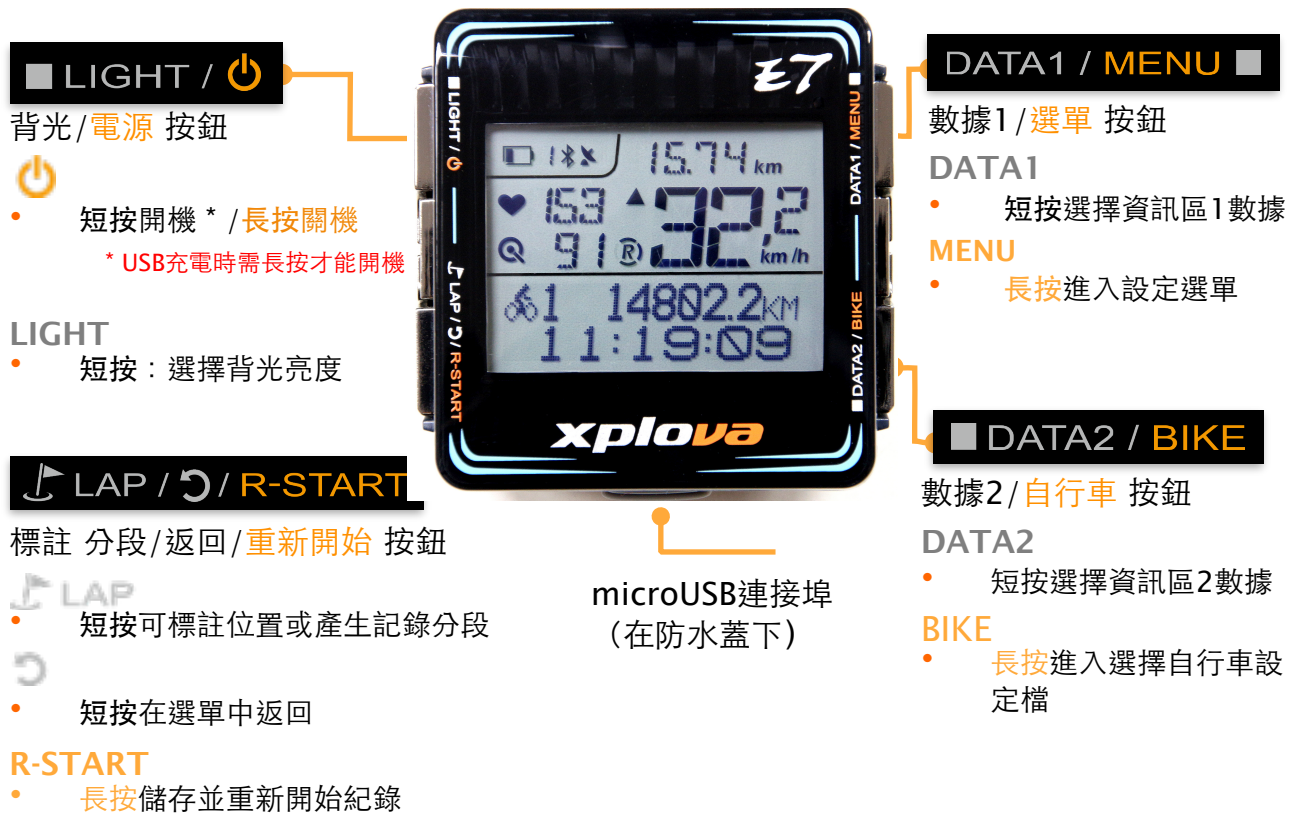 ■ LIGHT / ⏻
背光/電源 按鈕
• 短按開機 * /長按關機
* USB充電時需長按才能開機
LIGHT
• 短按：選擇背光亮度
LAP / ⮌ / R-START
標註 分段/返回/重新開始 按鈕
LAP
• 短按可標註位置或產生記錄分段
• 短按在選單中返回
R-START
• 長按儲存並重新開始紀錄
E7
■ LIGHT / ⏻
LAP / ⮌ / R-START
DATA1 / MENU ■
■ DATA2 / BIKE
1
15.74 km
153
32,2
91
R
km/h
1 14802.2KM
11:19:09
xplova
microUSB連接埠
（在防水蓋下）
DATA1 / MENU ■
數據1/選單 按鈕
DATA1
• 短按選擇資訊區1數據
MENU
• 長按進入設定選單
■ DATA2 / BIKE
數據2/自行車 按鈕
DATA2
• 短按選擇資訊區2數據
BIKE
• 長按進入選擇自行車設
定檔